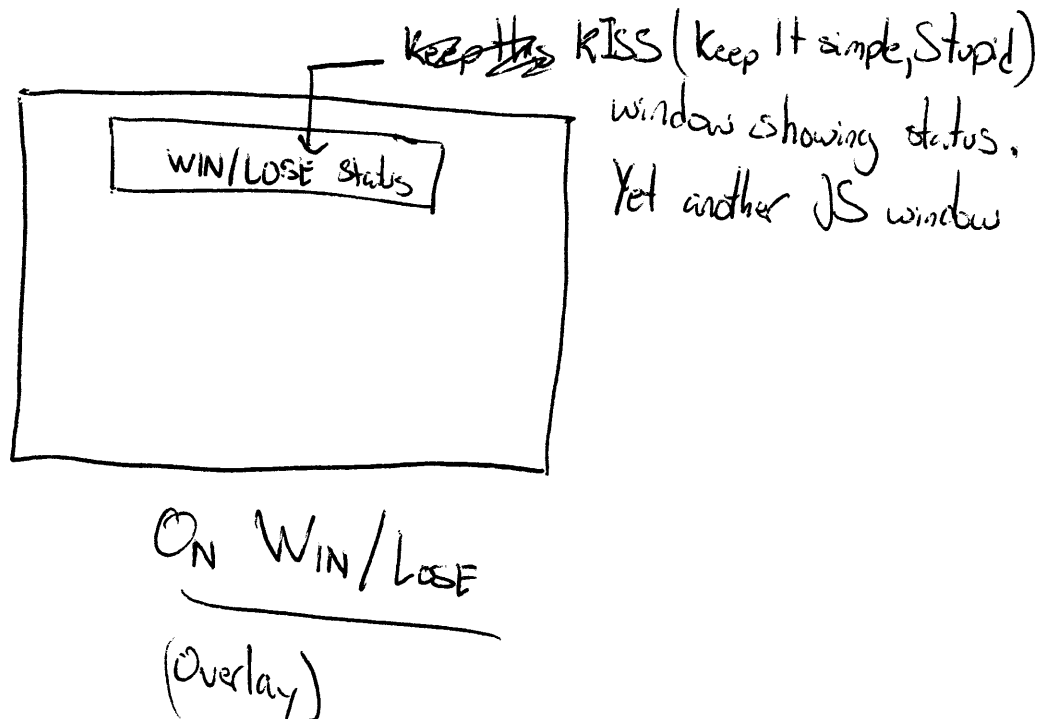 KISS (Keep It simple, Stupid)
window showing status.
Yet another JS window
WIN/LOSE status
ON WIN/LOSE
(Overlay)